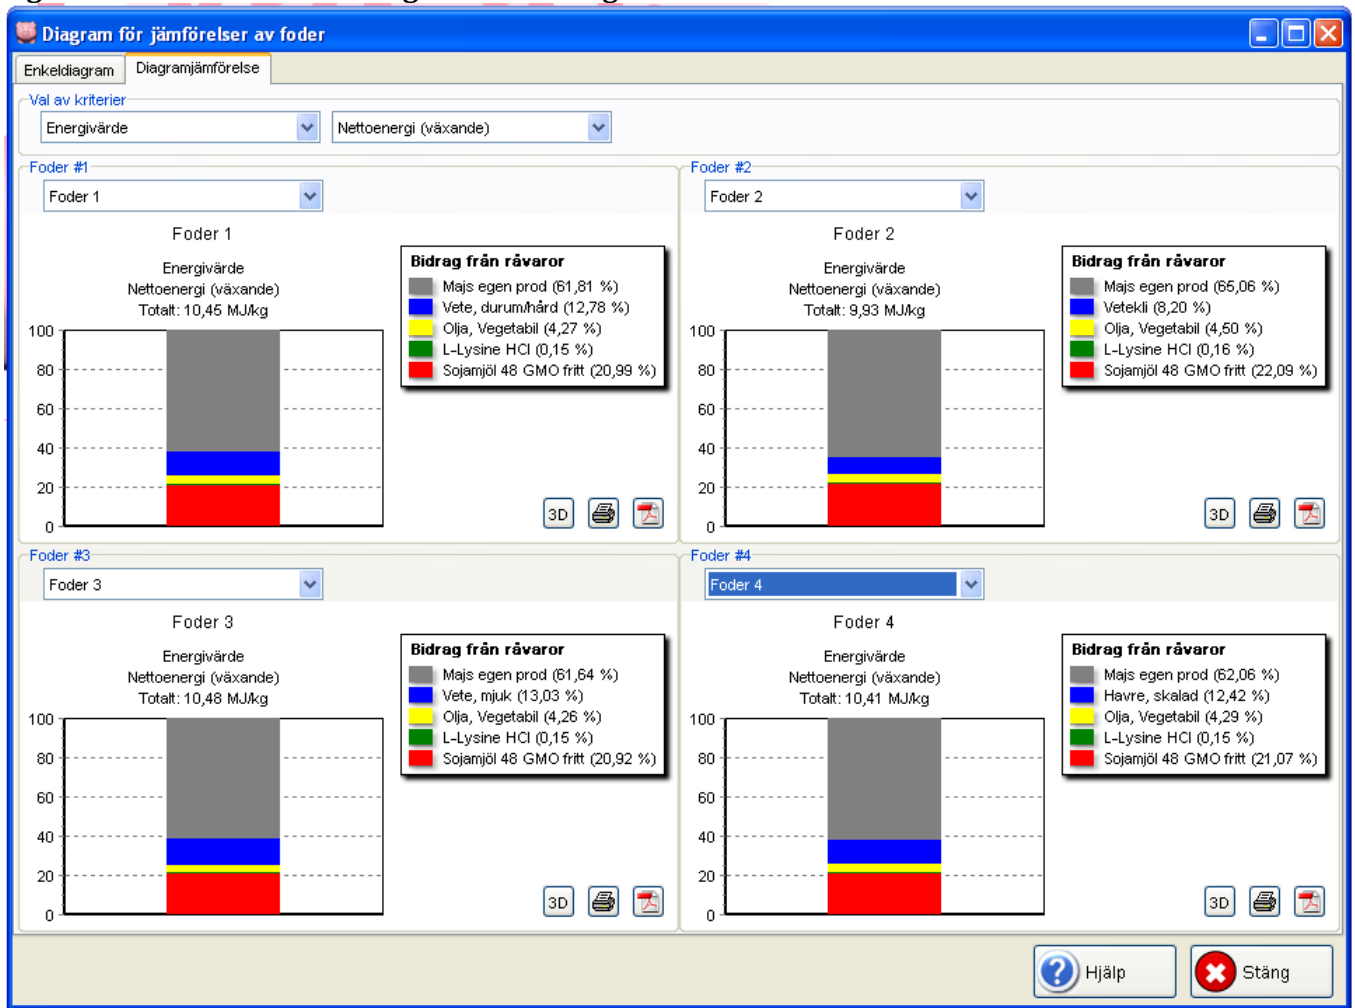 Diagram för jämförelser av foder
Enkeldiagram Diagramjämförelse
Val av kriterier
Energivärde Nettoenergi (växande)
Foder #1
Foder 1
Foder 1
Energivärde
Nettoenergi (växande)
Totalt: 10,45 MJ/kg
Bidrag från råvaror
Majs egen prod (61,81 %)
Vete, durum/hård (12,78 %)
Olja, Vegetabil (4,27 %)
L-Lysine HCl (0,15 %)
Sojamjöl 48 GMO fritt (20,99 %)
100
80
60
40
20
0
3D
Foder #2
Foder 2
Foder 2
Energivärde
Nettoenergi (växande)
Totalt: 9,93 MJ/kg
Bidrag från råvaror
Majs egen prod (65,06 %)
Vetekli (8,20 %)
Olja, Vegetabil (4,50 %)
L-Lysine HCl (0,16 %)
Sojamjöl 48 GMO fritt (22,09 %)
100
80
60
40
20
0
3D
Foder #3
Foder 3
Foder 3
Energivärde
Nettoenergi (växande)
Totalt: 10,48 MJ/kg
Bidrag från råvaror
Majs egen prod (61,64 %)
Vete, mjuk (13,03 %)
Olja, Vegetabil (4,26 %)
L-Lysine HCl (0,15 %)
Sojamjöl 48 GMO fritt (20,92 %)
100
80
60
40
20
0
3D
Foder #4
Foder 4
Foder 4
Energivärde
Nettoenergi (växande)
Totalt: 10,41 MJ/kg
Bidrag från råvaror
Majs egen prod (62,06 %)
Havre, skalad (12,42 %)
Olja, Vegetabil (4,29 %)
L-Lysine HCl (0,15 %)
Sojamjöl 48 GMO fritt (21,07 %)
100
80
60
40
20
0
3D
Hjälp
Stäng